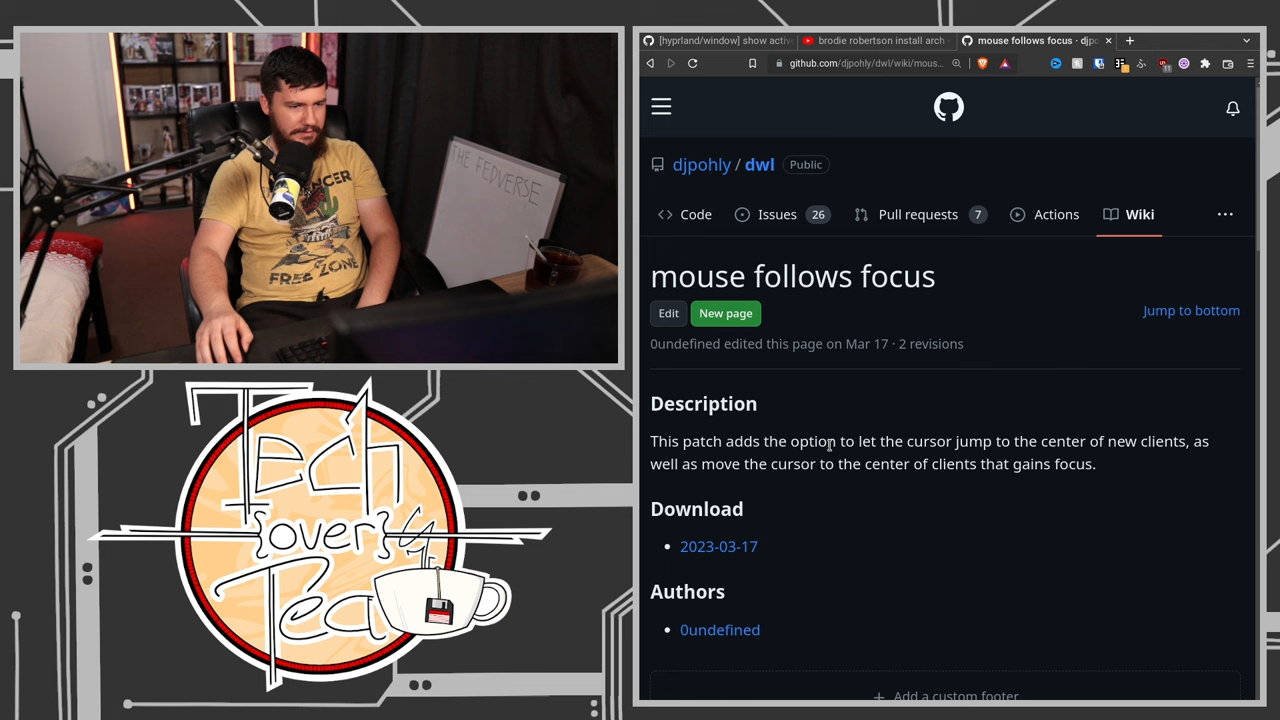 THE FEDVERSE
CANCER
FREE ZONE
Tech
{over}
Tea
[hyprland/window] show activ
brodie robertson install arch
mouse follows focus · djpo
github.com/djpohly/dwl/wiki/mous...
11
djpohly / dwl Public
Code Issues 26 Pull requests 7 Actions Wiki
mouse follows focus
Edit New page
Jump to bottom
0undefined edited this page on Mar 17 · 2 revisions
Description
This patch adds the option to let the cursor jump to the center of new clients, as
well as move the cursor to the center of clients that gains focus.
Download
2023-03-17
Authors
0undefined
Add a custom footer